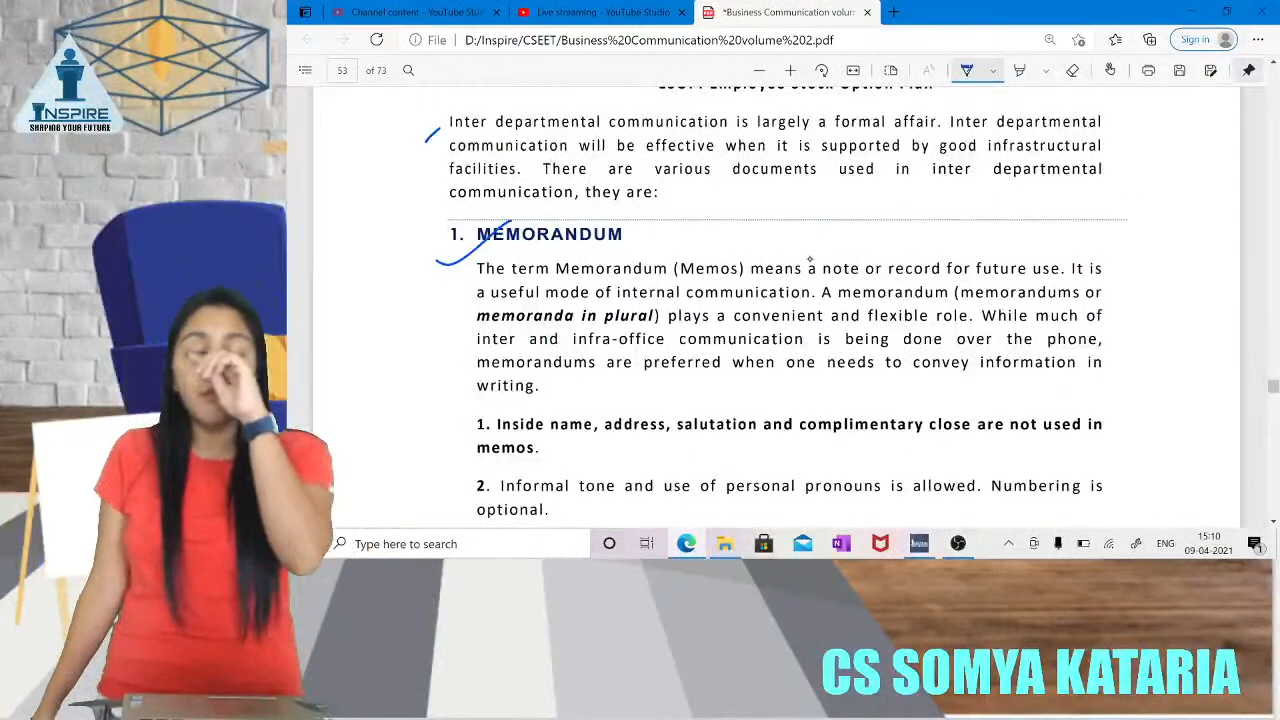 Channel content - YouTube Studio
Live streaming - YouTube Studio
*Business Communication volum
File
D:/Inspire/CSEET/Business%20Communication%20volume%202.pdf
Sign in
53 of 73
INSPIRE
SHAPING YOUR FUTURE
Inter departmental communication is largely a formal affair. Inter departmental
communication will be effective when it is supported by good infrastructural
facilities. There are various documents used in inter departmental
communication, they are:
1. MEMORANDUM
The term Memorandum (Memos) means a note or record for future use. It is
a useful mode of internal communication. A memorandum (memorandums or
memoranda in plural) plays a convenient and flexible role. While much of
inter and infra-office communication is being done over the phone,
memorandums are preferred when one needs to convey information in
writing.
1. Inside name, address, salutation and complimentary close are not used in
memos.
2. Informal tone and use of personal pronouns is allowed. Numbering is
optional.
Type here to search
ENG
15:10
09-04-2021
CS SOMYA KATARIA